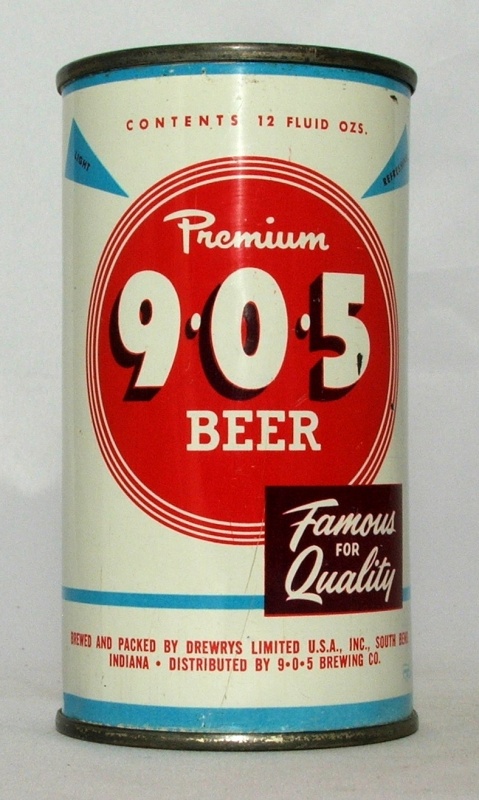 CONTENTS 12 FLUID OZS.
LIGHT
Premium
9·0·5
BEER
Famous
FOR
Quality
BREWED AND PACKED BY DREWRYS LIMITED U.S.A., INC., SOUTH BEND,
INDIANA • DISTRIBUTED BY 9•0•5 BREWING CO.